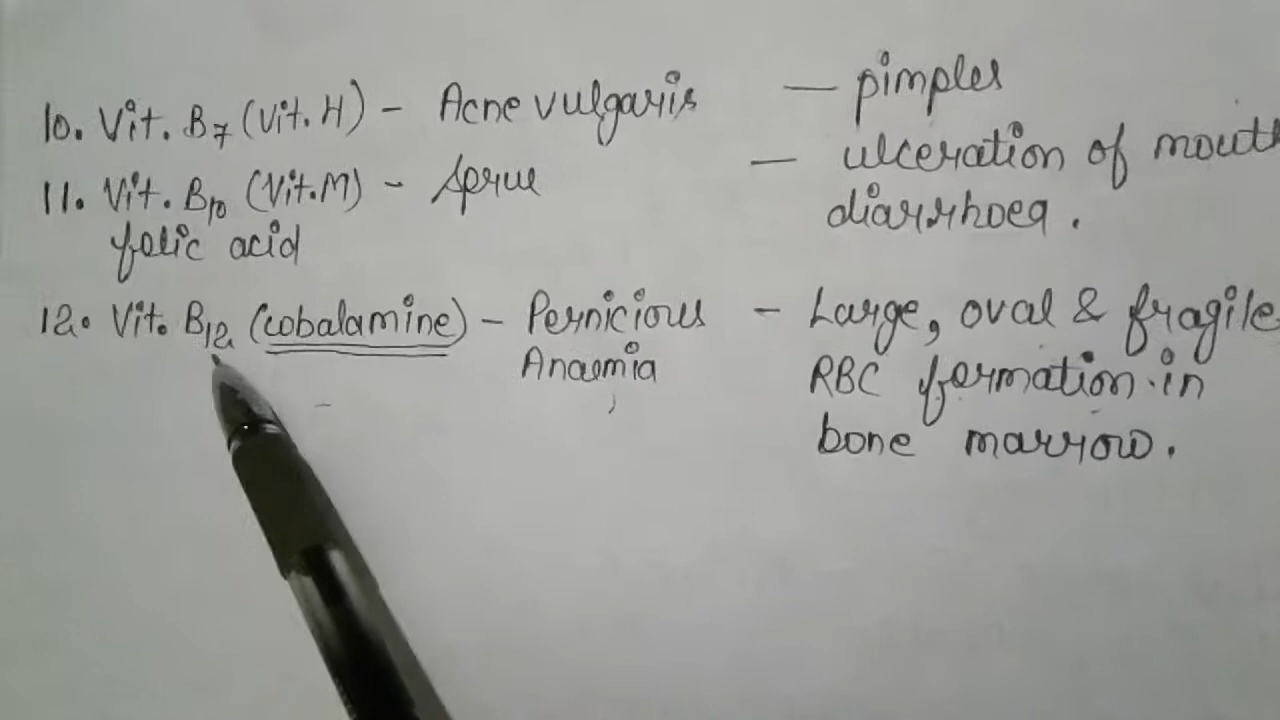 10. Vit. B7 (Vit. H) - Acne vulgaris - pimples
11. Vit. B10 (Vit. M) - Sprue - ulceration of mouth
folic acid diarrhoea.
12. Vit. B12 (cobalamine) - Pernicious - Large, oval & fragile
Anaemia RBC formation in
bone marrow.